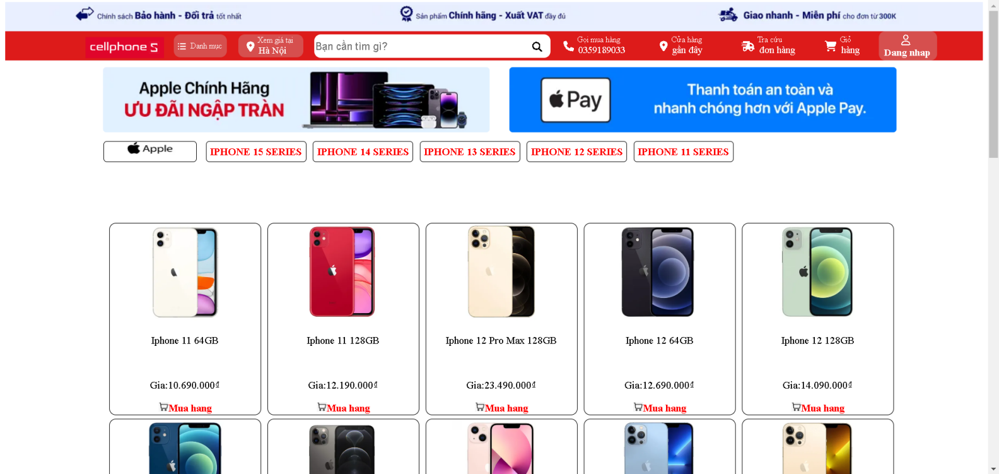 Chính sách Bảo hành - Đổi trả tốt nhất
Sản phẩm Chính hãng - Xuất VAT đầy đủ
Giao nhanh - Miễn phí cho đơn từ 300K
cellphone S
Danh mục
Xem giá tại
Hà Nội
Bạn cần tìm gì?
Gọi mua hàng
0359189033
Cửa hàng
gần đây
Tra cứu
đơn hàng
Giỏ
hàng
Dang nhap
Apple Chính Hãng
ƯU ĐÃI NGẬP TRÀN
Pay
Thanh toán an toàn và
nhanh chóng hơn với Apple Pay.
Apple
IPHONE 15 SERIES
IPHONE 14 SERIES
IPHONE 13 SERIES
IPHONE 12 SERIES
IPHONE 11 SERIES
Iphone 11 64GB
Gia:10.690.000₫
Mua hang
Iphone 11 128GB
Gia:12.190.000₫
Mua hang
Iphone 12 Pro Max 128GB
Gia:23.490.000₫
Mua hang
Iphone 12 64GB
Gia:12.690.000₫
Mua hang
Iphone 12 128GB
Gia:14.090.000₫
Mua hang